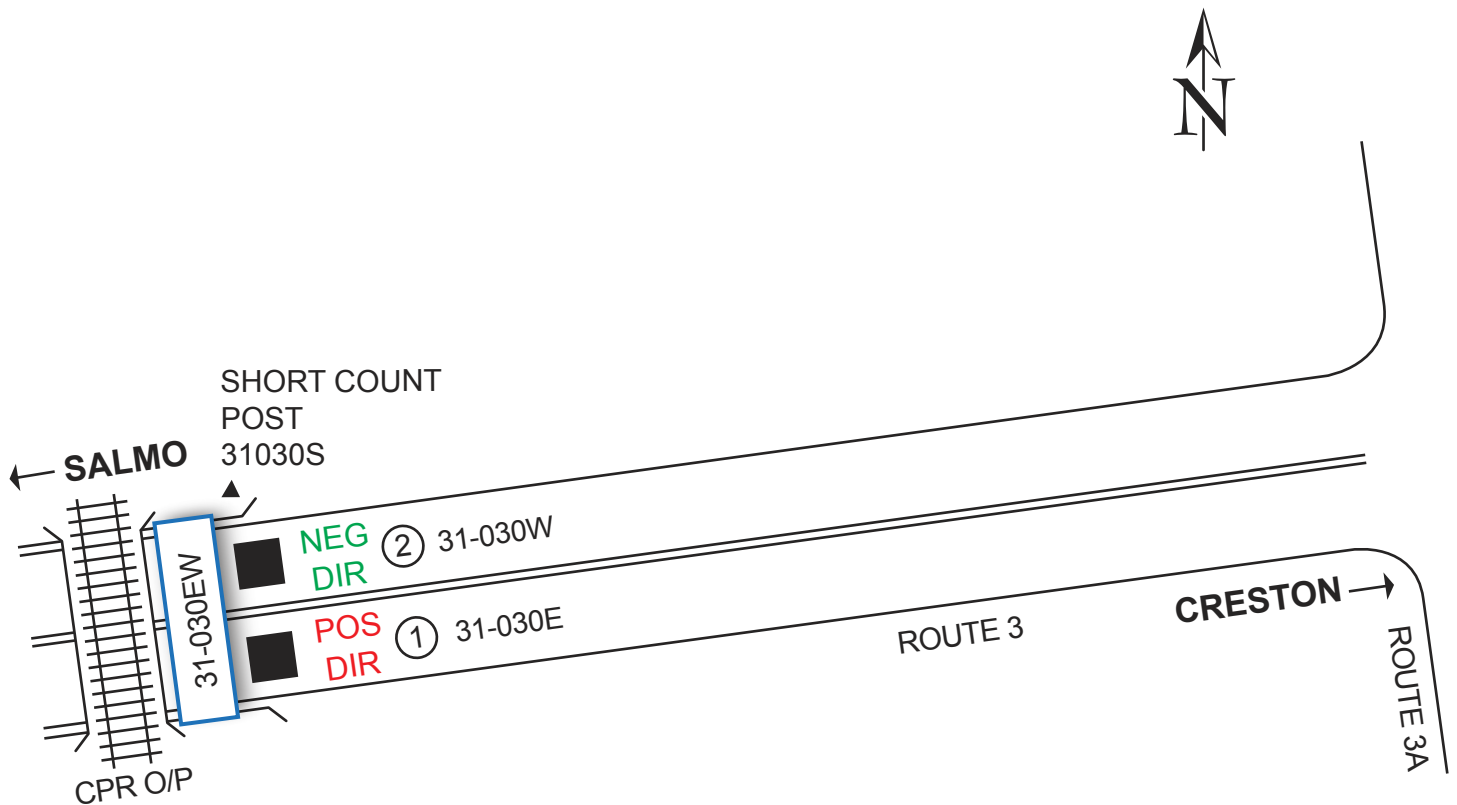 N
SHORT COUNT
POST
31030S
SALMO
NEG
DIR
2
31-030W
31-030EW
POS
DIR
1
31-030E
ROUTE 3
CRESTON
ROUTE 3A
CPR O/P